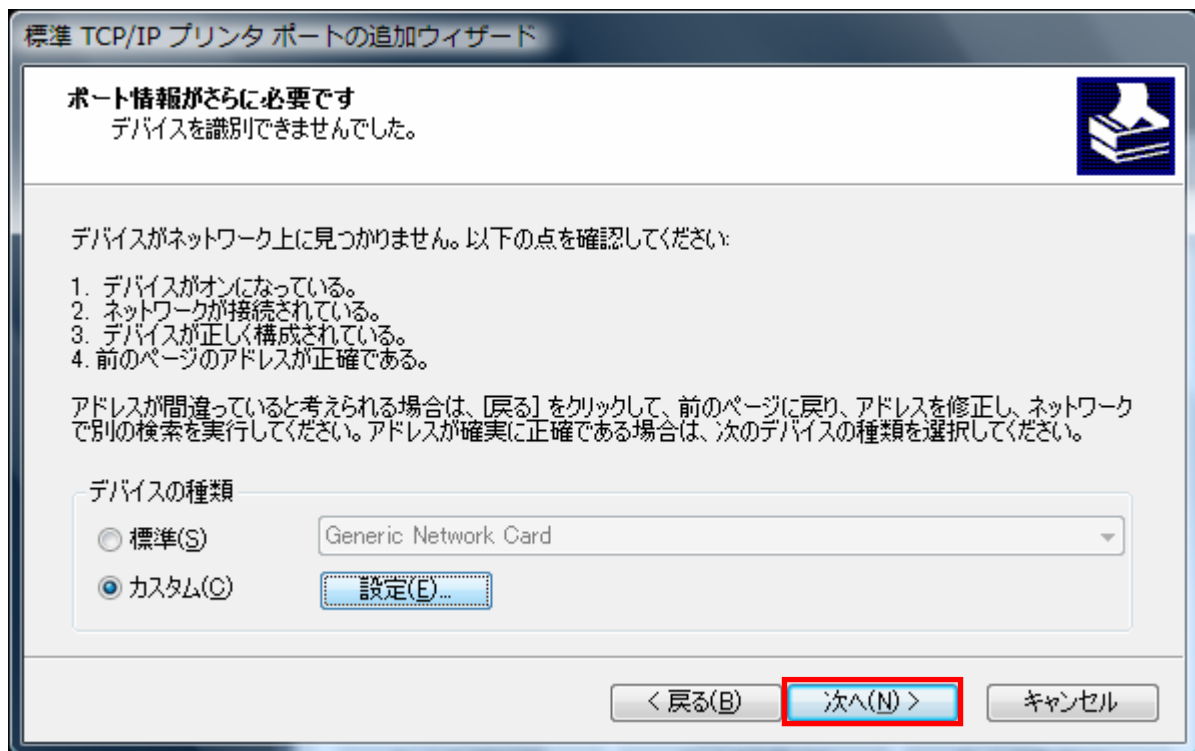 標準 TCP/IP プリンタ ポートの追加ウィザード
ポート情報がさらに必要です
デバイスを識別できませんでした。
デバイスがネットワーク上に見つかりません。以下の点を確認してください:
1. デバイスがオンになっている。
2. ネットワークが接続されている。
3. デバイスが正しく構成されている。
4. 前のページのアドレスが正確である。
アドレスが間違っていると考えられる場合は、[戻る] をクリックして、前のページに戻り、アドレスを修正し、ネットワーク
で別の検索を実行してください。アドレスが確実に正確である場合は、次のデバイスの種類を選択してください。
デバイスの種類
標準(S)
Generic Network Card
カスタム(C)
設定(E)...
< 戻る(B)
次へ(N) >
キャンセル